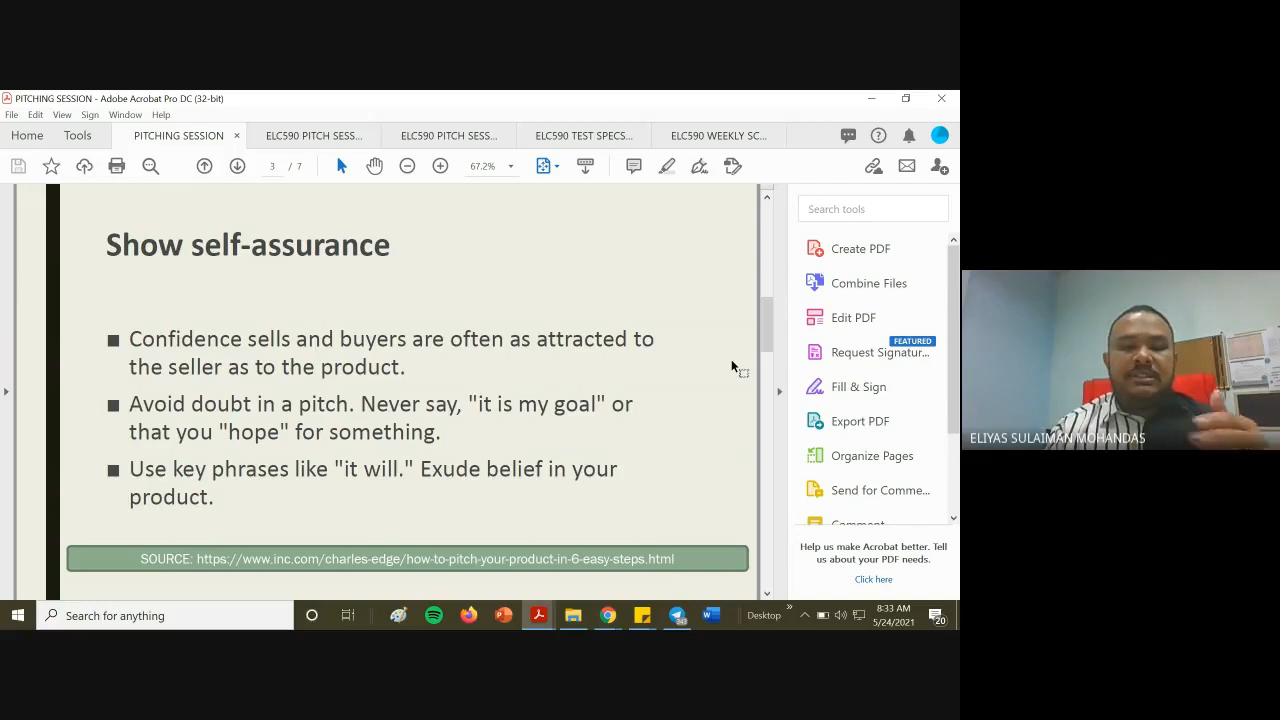 PITCHING SESSION - Adobe Acrobat Pro DC (32-bit)
File Edit View Sign Window Help
Home Tools PITCHING SESSION × ELC590 PITCH SESS... ELC590 PITCH SESS... ELC590 TEST SPECS... ELC590 WEEKLY SC...
3 / 7 67.2%
Show self-assurance
■ Confidence sells and buyers are often as attracted to
the seller as to the product.
■ Avoid doubt in a pitch. Never say, "it is my goal" or
that you "hope" for something.
■ Use key phrases like "it will." Exude belief in your
product.
SOURCE: https://www.inc.com/charles-edge/how-to-pitch-your-product-in-6-easy-steps.html
Search tools
Create PDF
Combine Files
Edit PDF
FEATURED
Request Signatur...
Fill & Sign
Export PDF
Organize Pages
Send for Comme...
Comment
Help us make Acrobat better. Tell
us about your PDF needs.
Click here
ELIYAS SULAIMAN MOHANDAS
Search for anything
343
Desktop »
8:33 AM
5/24/2021
20